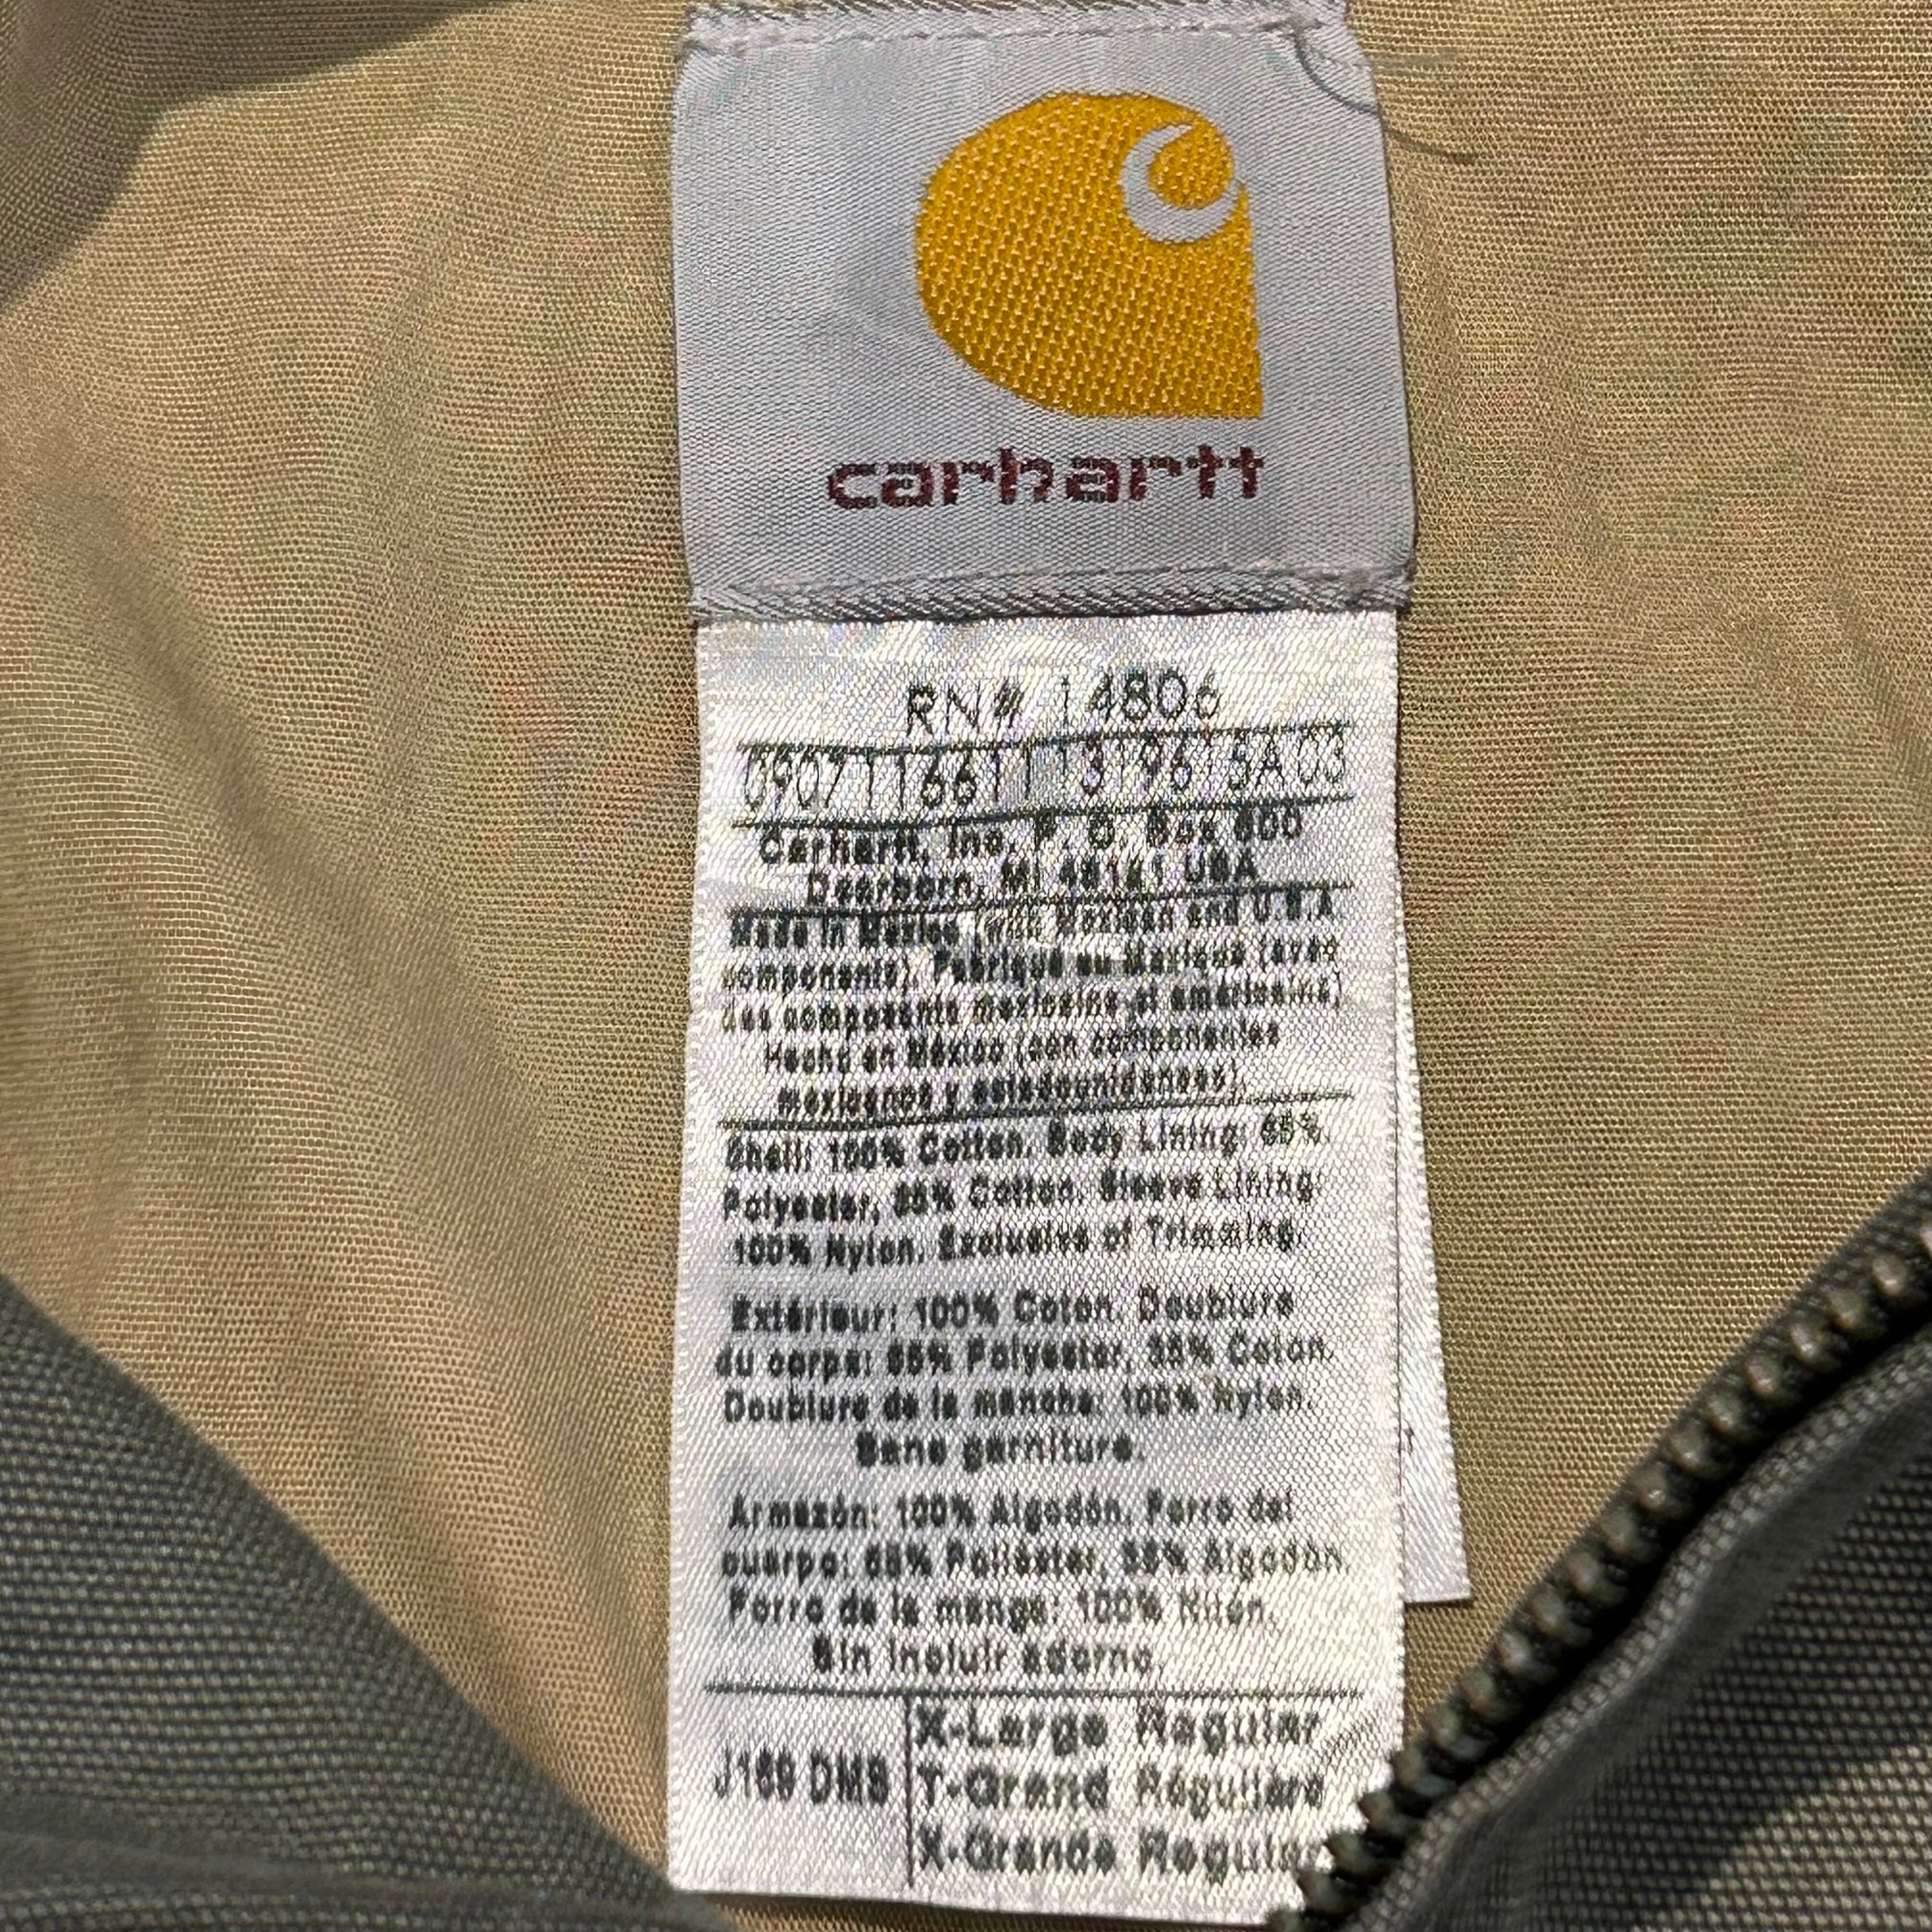 carhartt
RN# 14806
Carhartt, Inc. P. O. Box 600
Dearborn, MI 48121 USA
Made in Mexico (with Mexican and U.S.A
components). Fabriqué au Mexique (avec
des composants mexicains et américains)
Hecho en México (con componentes
mexicanos y estadounidenses).
Shell: 100% Cotton. Body Lining: 65%
Polyester, 35% Cotton. Sleeve Lining:
100% Nylon. Exclusive of Trimming.
Extérieur: 100% Coton. Doublure
du corps: 65% Polyester, 35% Coton.
Doublure de la manche: 100% Nylon.
Sans garniture.
Armazón: 100% Algodón. Forro del
cuerpo: 65% Poliéster, 35% Algodón
Forro de la manga: 100% Nilón.
Sin incluir adorno.
X-Large Regular
DMS
T-Grand Régulière
X-Grande Regular